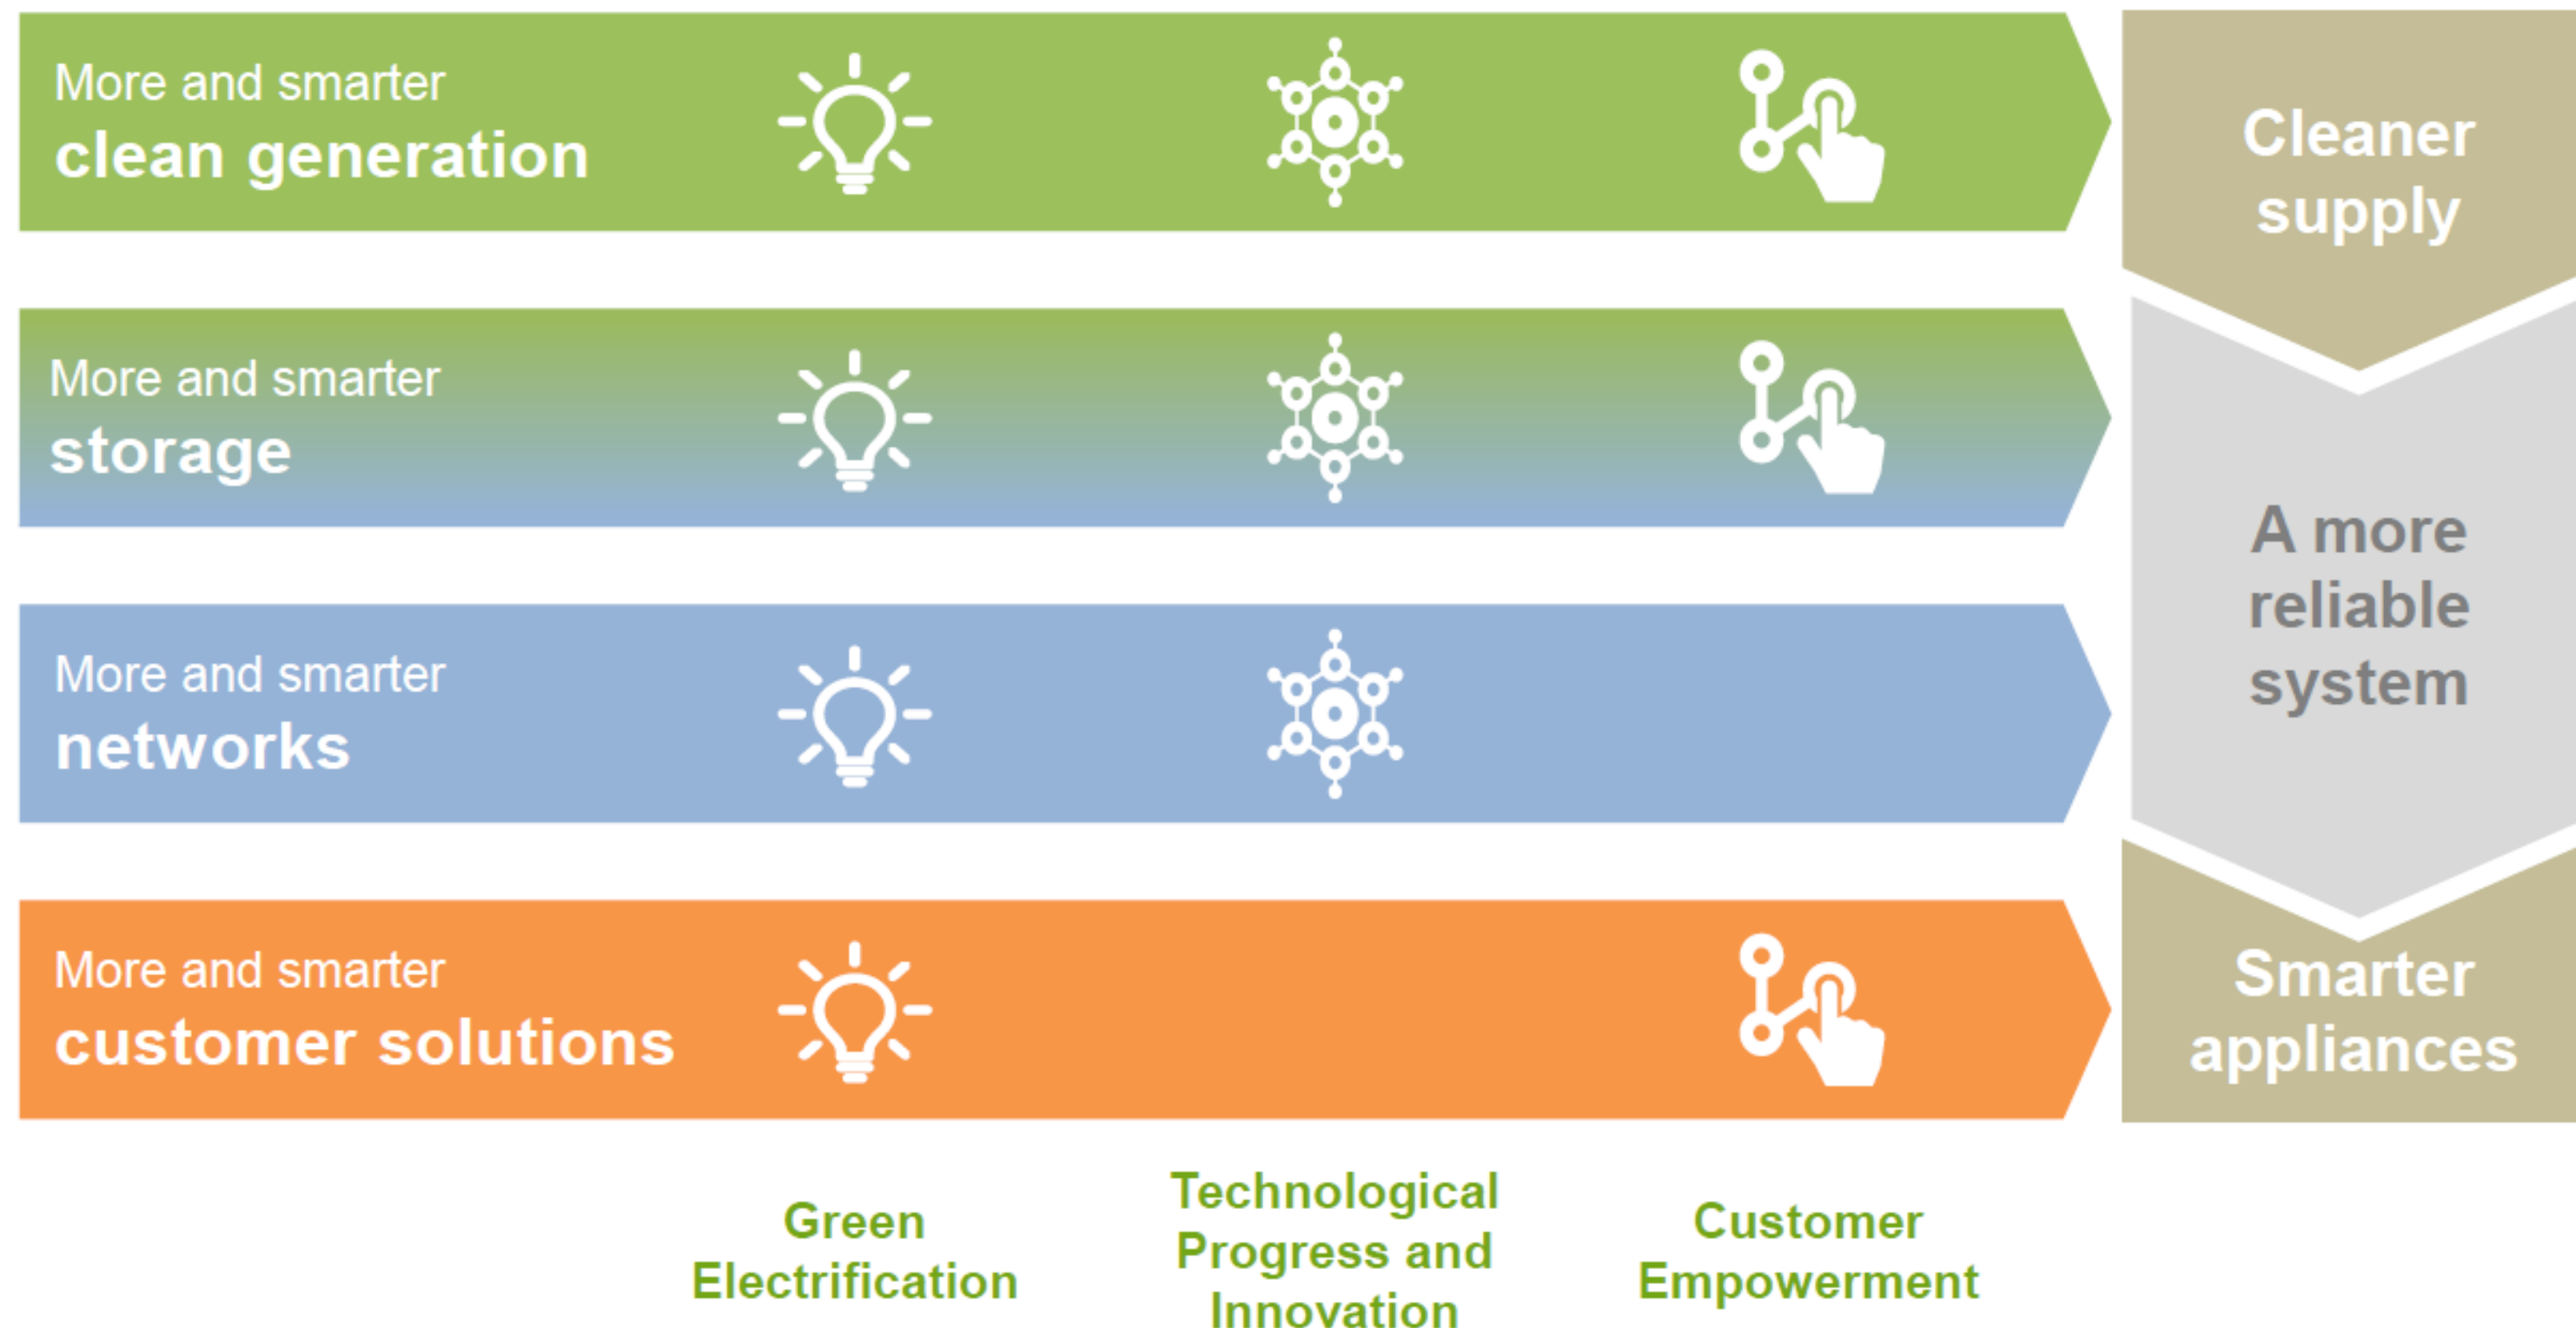 More and smarter
clean generation
Cleaner
supply
More and smarter
storage
A more
reliable
system
More and smarter
networks
More and smarter
customer solutions
Smarter
appliances
Green
Electrification
Technological
Progress and
Innovation
Customer
Empowerment